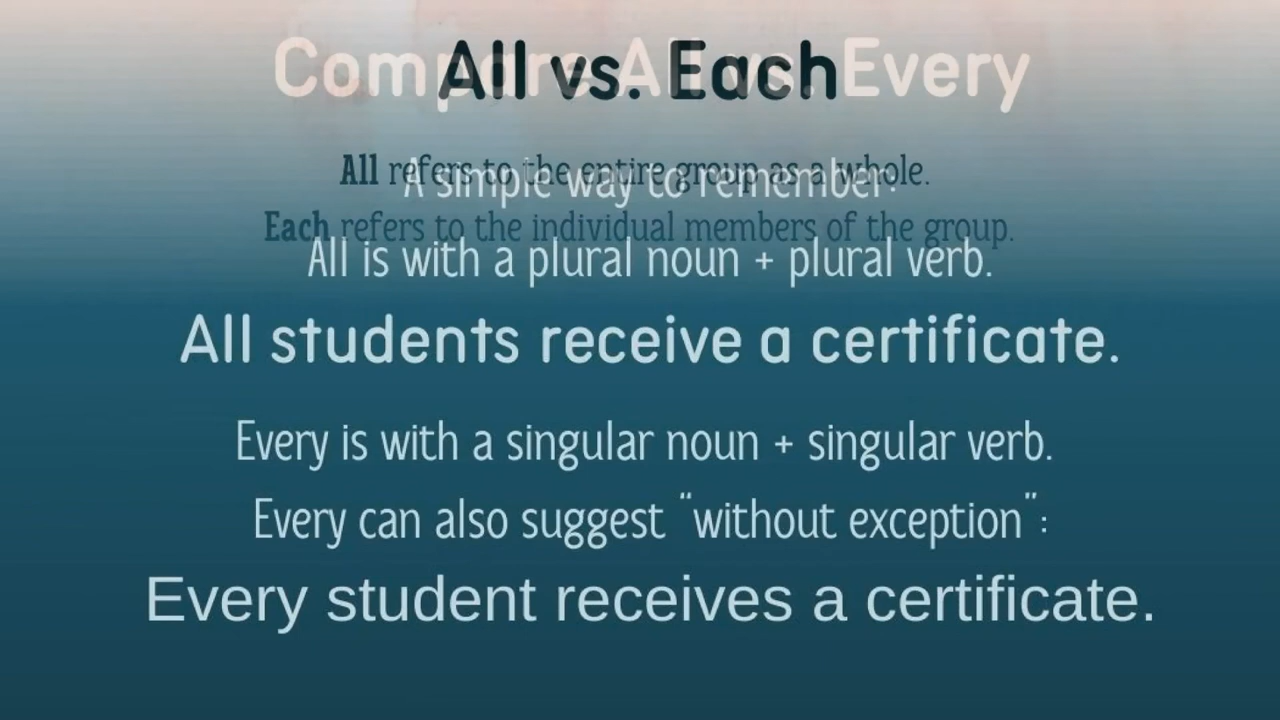 Compare All vs. Every
All vs. Each
All refers to the entire group as a whole.
A simple way to remember:
Each refers to the individual members of the group.
All is with a plural noun + plural verb.
All students receive a certificate.
Every is with a singular noun + singular verb.
Every can also suggest “without exception”:
Every student receives a certificate.